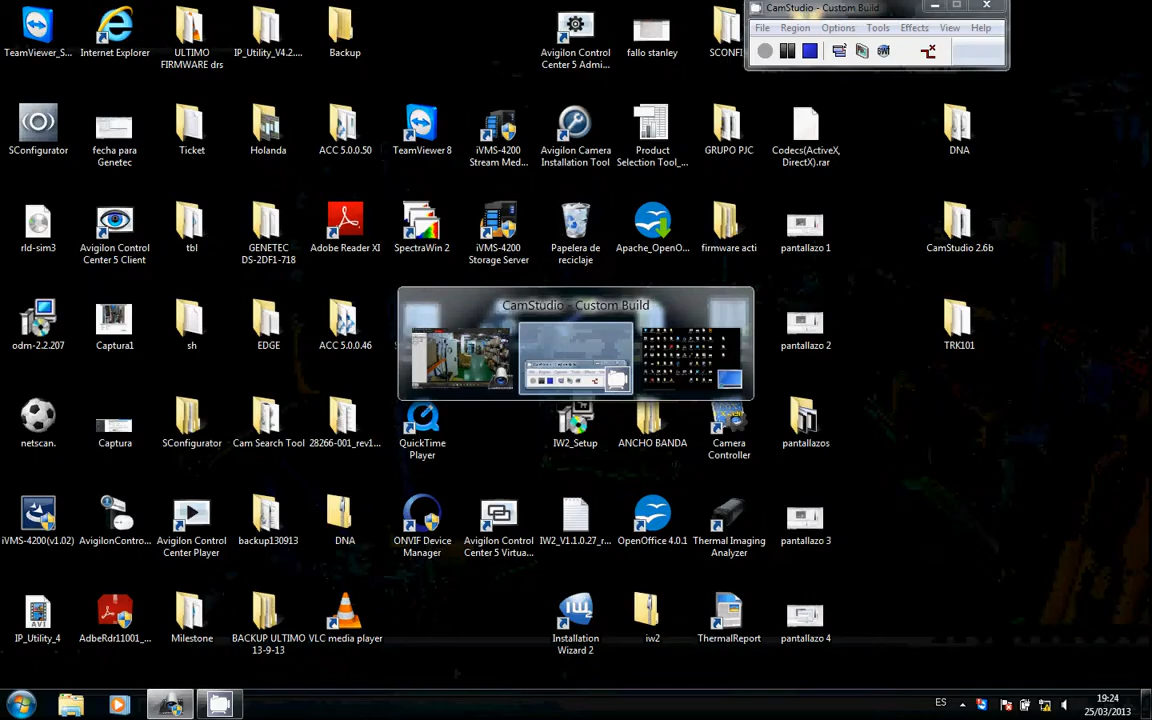 CamStudio - Custom Build
File Region Options Tools Effects View Help
TeamViewer_S...
Internet Explorer
ULTIMO
FIRMWARE drs
IP_Utility_V4.2....
Backup
Avigilon Control
Center 5 Admi...
fallo stanley
SCONFI
SConfigurator
fecha para
Genetec
Ticket
Holanda
ACC 5.0.0.50
TeamViewer 8
iVMS-4200
Stream Med...
Avigilon Camera
Installation Tool
Product
Selection Tool_...
GRUPO PJC
Codecs(ActiveX,
DirectX).rar
DNA
rld-sim3
Avigilon Control
Center 5 Client
tbl
GENETEC
DS-2DF1-718
Adobe Reader XI
SpectraWin 2
iVMS-4200
Storage Server
Papelera de
reciclaje
Apache_OpenO...
firmware acti
pantallazo 1
CamStudio 2.6b
CamStudio - Custom Build
odm-2.2.207
Captura1
sh
EDGE
ACC 5.0.0.46
pantallazo 2
TRK101
netscan.
Captura
SConfigurator
Cam Search Tool
28266-001_rev1...
QuickTime
Player
IW2_Setup
ANCHO BANDA
Camera
Controller
pantallazos
iVMS-4200(v1.02)
AvigilonContro...
Avigilon Control
Center Player
backup130913
DNA
ONVIF Device
Manager
Avigilon Control
Center 5 Virtua...
IW2_V1.1.0.27_r...
OpenOffice 4.0.1
Thermal Imaging
Analyzer
pantallazo 3
IP_Utility_4
AdbeRdr11001_...
Milestone
BACKUP ULTIMO
13-9-13
VLC media player
Installation
Wizard 2
iw2
ThermalReport
pantallazo 4
ES
19:24
25/03/2013